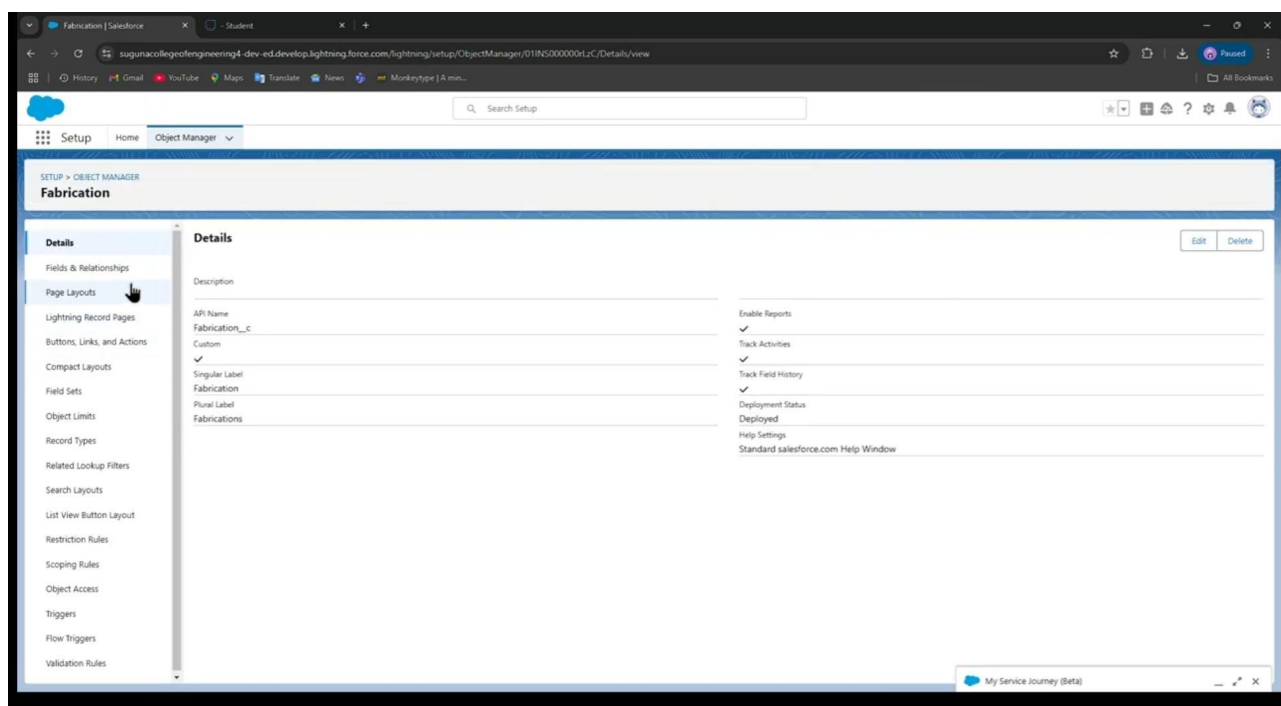 Fabrication | Salesforce
- Student
sugunacollegeofengineering4-dev-ed.develop.lightning.force.com/lightning/setup/ObjectManager/01INS000000rLzC/Details/view
Paused
History
Gmail
YouTube
Maps
Translate
News
Monkeytype | A min...
All Bookmarks
Search Setup
Setup
Home
Object Manager
SETUP > OBJECT MANAGER
Fabrication
Details
Fields & Relationships
Page Layouts
Lightning Record Pages
Buttons, Links, and Actions
Compact Layouts
Field Sets
Object Limits
Record Types
Related Lookup Filters
Search Layouts
List View Button Layout
Restriction Rules
Scoping Rules
Object Access
Triggers
Flow Triggers
Validation Rules
Details
Edit
Delete
Description
API Name
Fabrication__c
Custom
Singular Label
Fabrication
Plural Label
Fabrications
Enable Reports
Track Activities
Track Field History
Deployment Status
Deployed
Help Settings
Standard salesforce.com Help Window
My Service Journey (Beta)